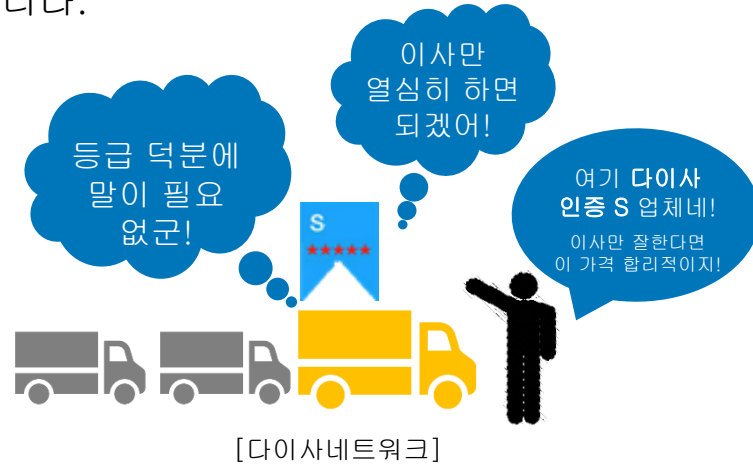 니다.
이사만
열심히 하면
되겠어!
등급 덕분에
말이 필요
없군!
여기 다이사
인증 S 업체네!
이사만 잘한다면
이 가격 합리적이지!
S
★★★★★
[다이사네트워크]